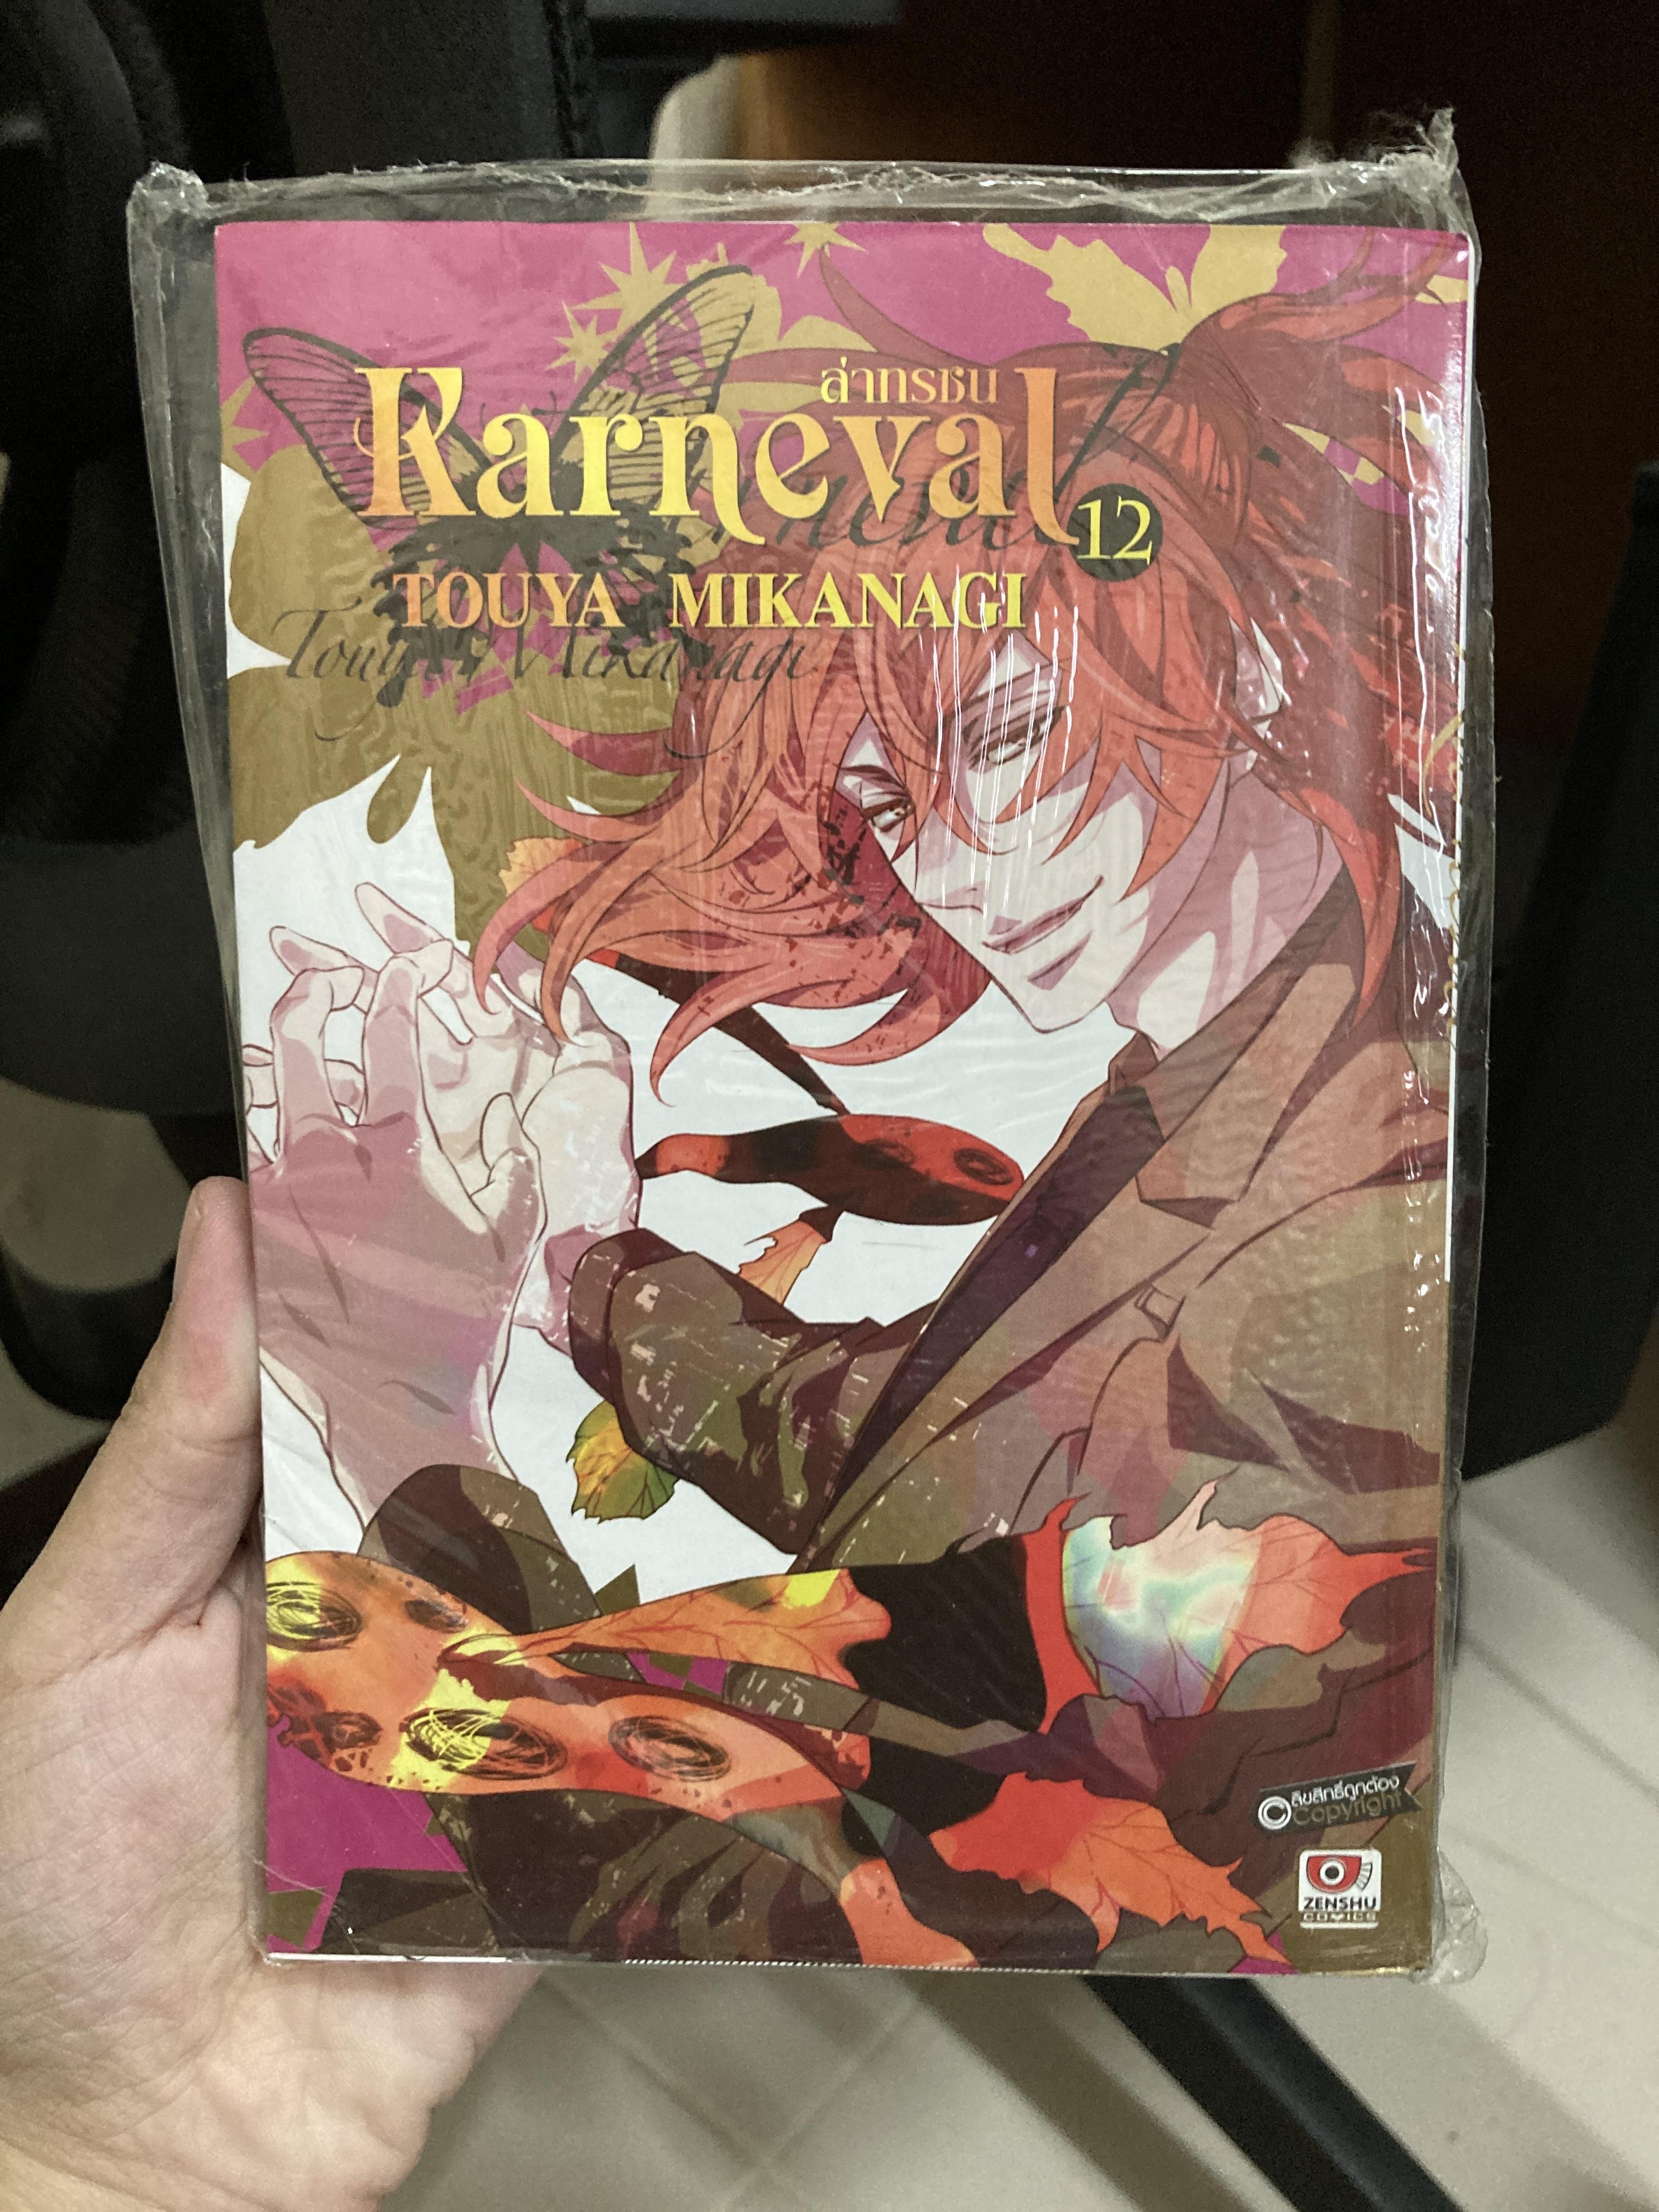 ล่าทรชน
Karneval
12
TOUYA MIKANAGI
Touya Mikanagi
ลิขสิทธิ์ถูกต้อง
© Copyright
ZENSHU
COMICS